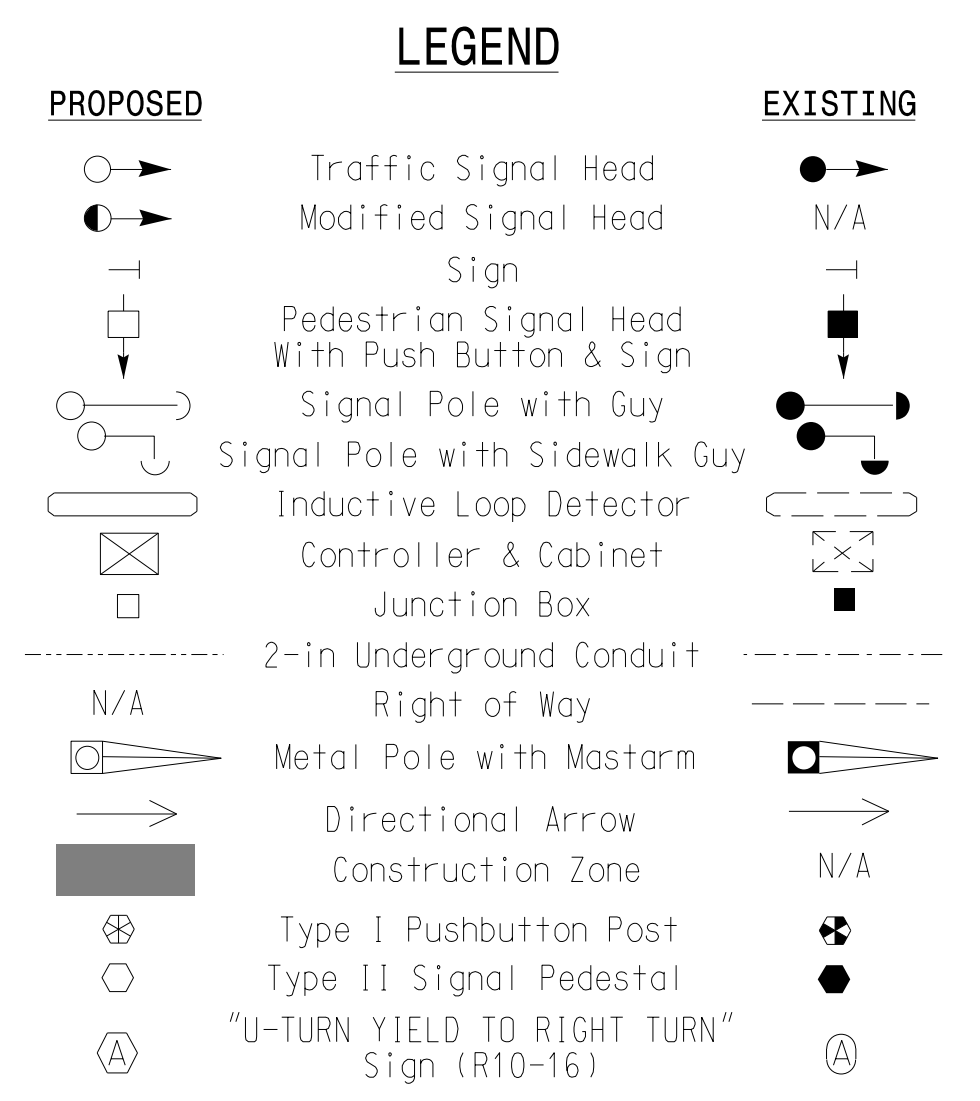 LEGEND
PROPOSED EXISTING
Traffic Signal Head
Modified Signal Head N/A
Sign
Pedestrian Signal Head
With Push Button & Sign
Signal Pole with Guy
Signal Pole with Sidewalk Guy
Inductive Loop Detector
Controller & Cabinet
Junction Box
2-in Underground Conduit
N/A Right of Way
Metal Pole with Mastarm
Directional Arrow
Construction Zone N/A
Type I Pushbutton Post
Type II Signal Pedestal
"U-TURN YIELD TO RIGHT TURN"
A Sign (R10-16) A